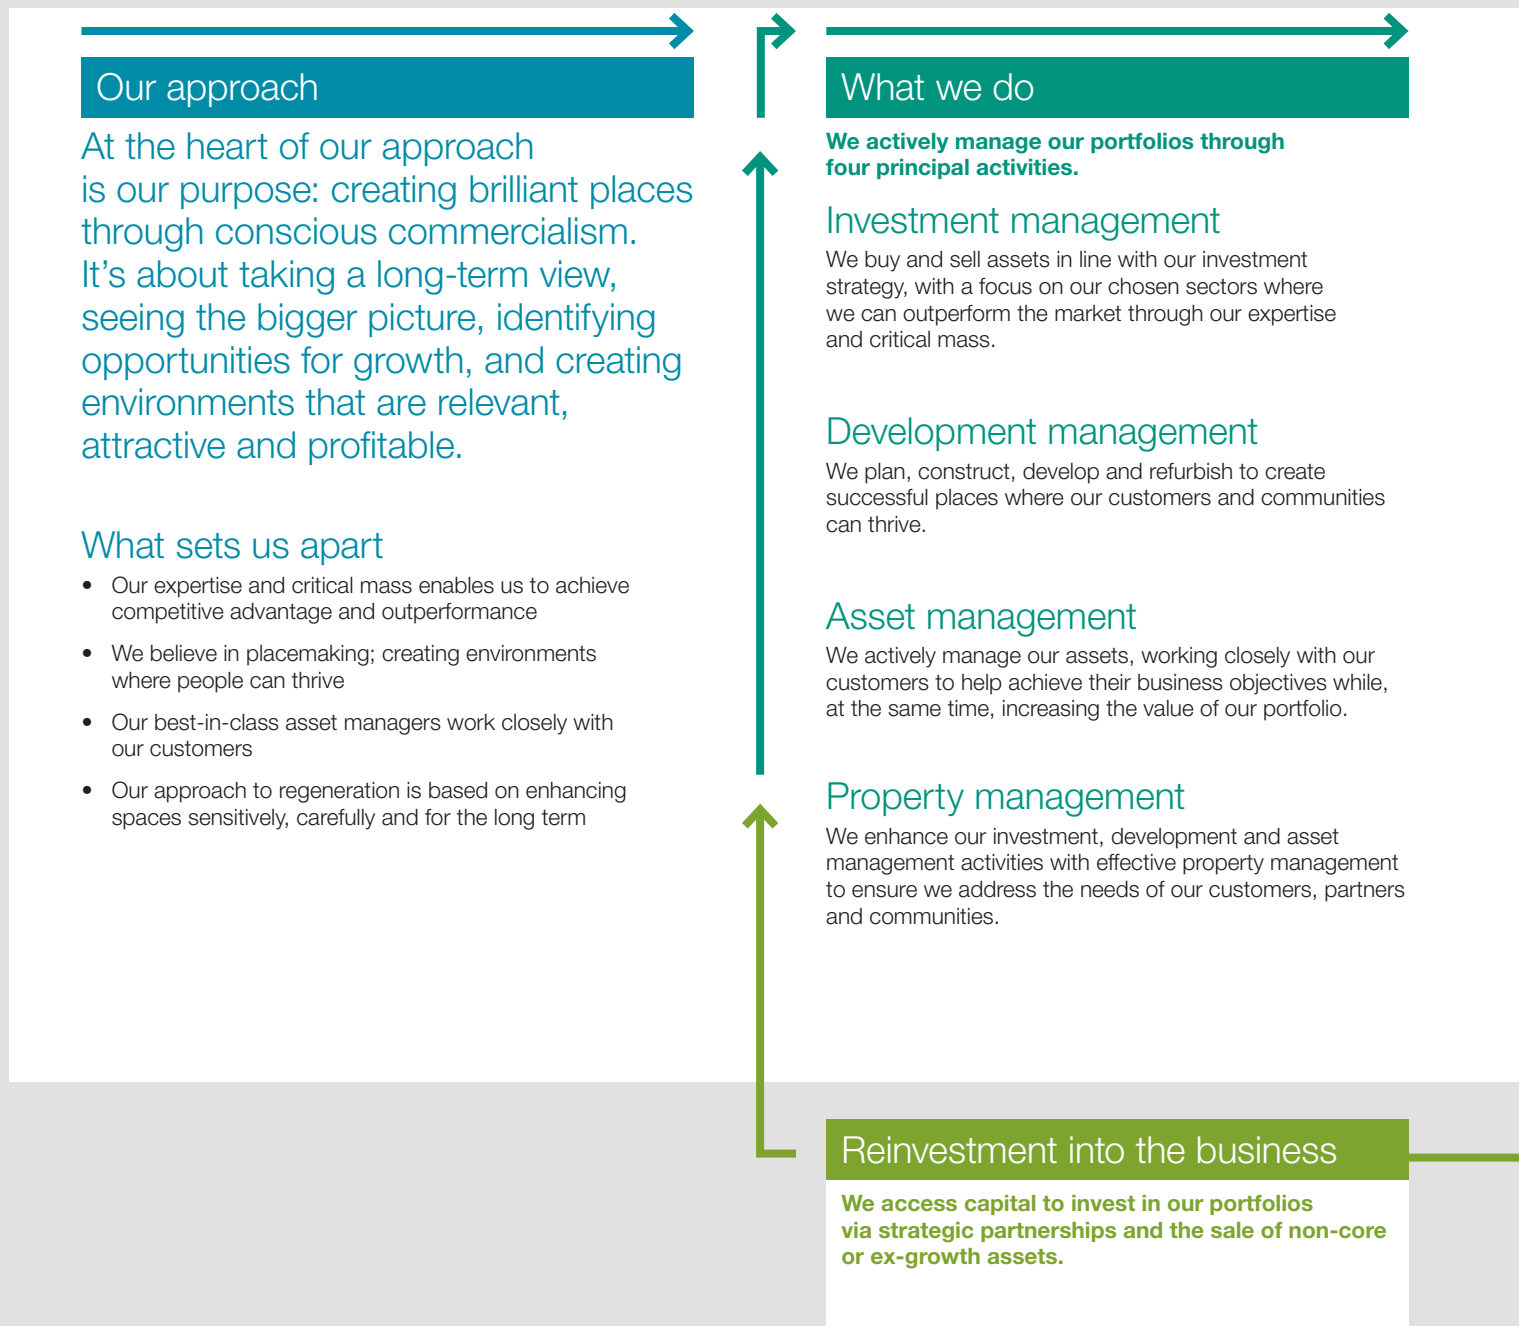 Our approach
At the heart of our approach
is our purpose: creating brilliant places
through conscious commercialism.
It’s about taking a long-term view,
seeing the bigger picture, identifying
opportunities for growth, and creating
environments that are relevant,
attractive and profitable.
What sets us apart
• Our expertise and critical mass enables us to achieve
competitive advantage and outperformance
• We believe in placemaking; creating environments
where people can thrive
• Our best-in-class asset managers work closely with
our customers
• Our approach to regeneration is based on enhancing
spaces sensitively, carefully and for the long term
What we do
We actively manage our portfolios through
four principal activities.
Investment management
We buy and sell assets in line with our investment
strategy, with a focus on our chosen sectors where
we can outperform the market through our expertise
and critical mass.
Development management
We plan, construct, develop and refurbish to create
successful places where our customers and communities
can thrive.
Asset management
We actively manage our assets, working closely with our
customers to help achieve their business objectives while,
at the same time, increasing the value of our portfolio.
Property management
We enhance our investment, development and asset
management activities with effective property management
to ensure we address the needs of our customers, partners
and communities.
Reinvestment into the business
We access capital to invest in our portfolios
via strategic partnerships and the sale of non-core
or ex-growth assets.